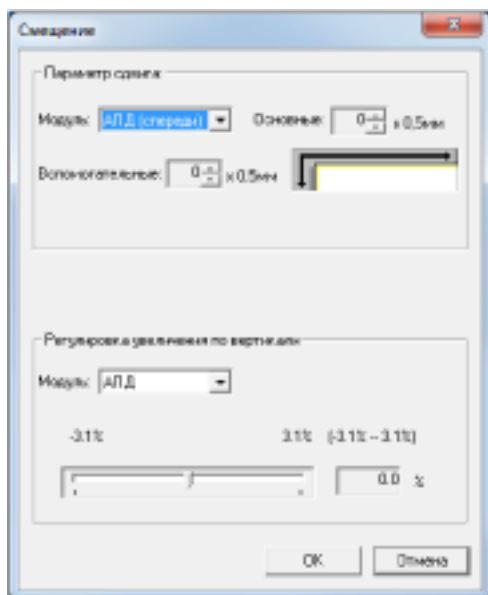 Смещение
Параметр сдвига
Модуль: АПД (спереди) Основные: 0 x 0,5мм
Вспомогательные: 0 x 0,5мм
Регулировка увеличения по вертикали
Модуль: АПД
-3.1% 3.1% (-3.1% -- 3.1%)
0.0 %
OK Отмена